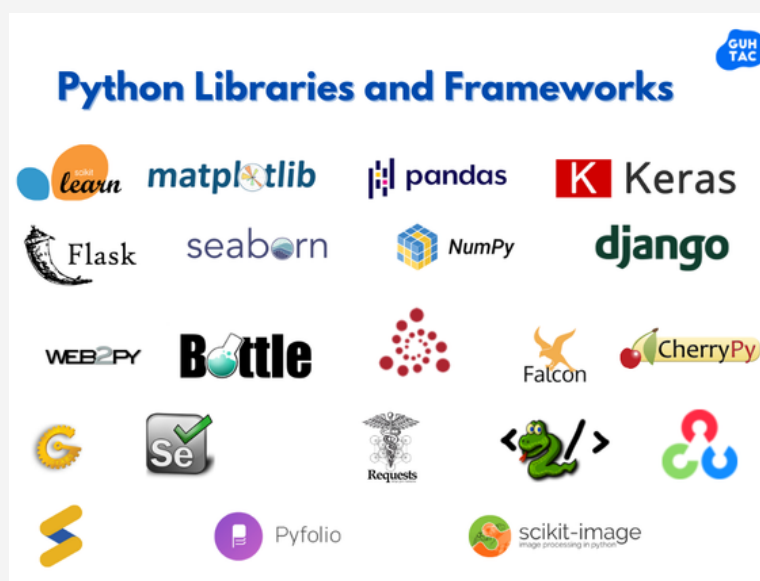 GUH
TAC
Python Libraries and Frameworks
scikit
learn
matplotlib
pandas
K Keras
Flask
seaborn
NumPy
django
WEB2PY
Bottle
Falcon
CherryPy
Se
Requests
< / >
Pyfolio
scikit-image
image processing in python